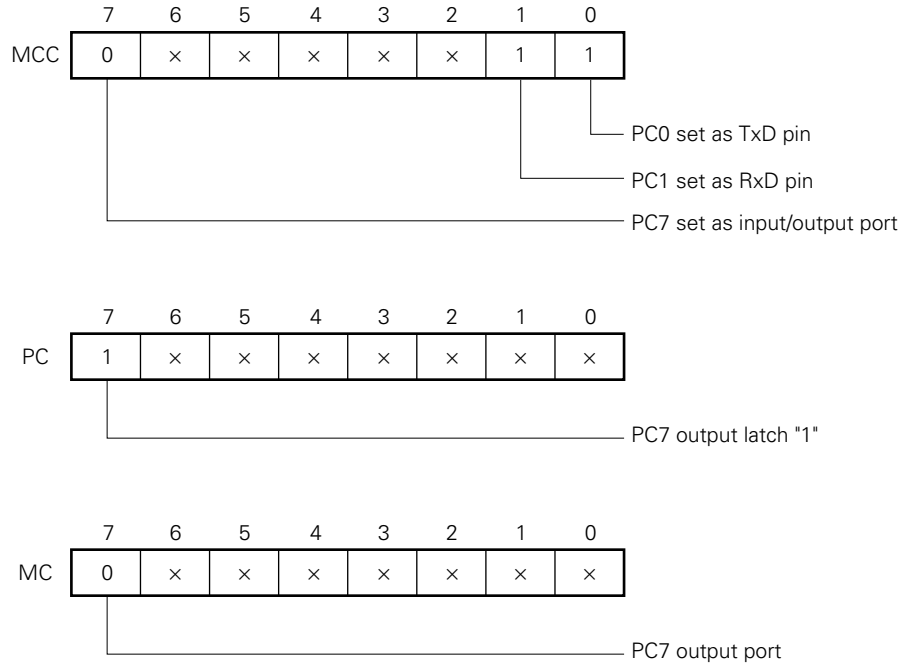 7 6 5 4 3 2 1 0
MCC 0 × × × × × 1 1
PC0 set as TxD pin
PC1 set as RxD pin
PC7 set as input/output port
7 6 5 4 3 2 1 0
PC 1 × × × × × × ×
PC7 output latch "1"
7 6 5 4 3 2 1 0
MC 0 × × × × × × ×
PC7 output port